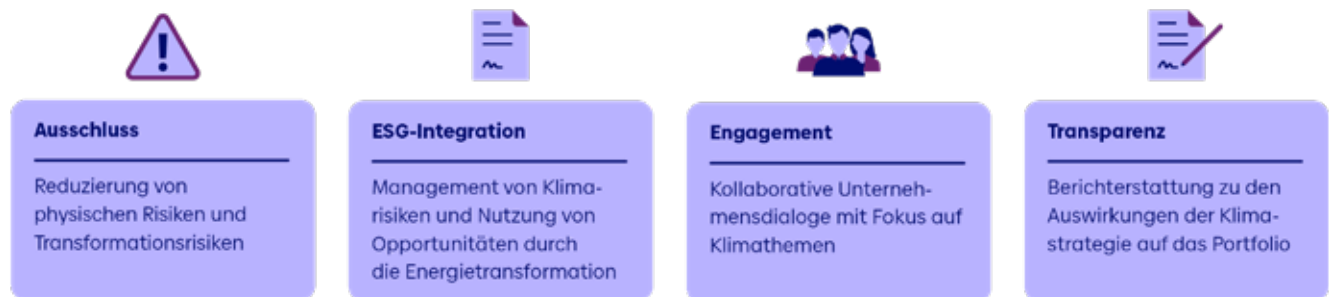 Ausschluss
Reduzierung von
physischen Risiken und
Transformationsrisiken
ESG-Integration
Management von Klima-
risiken und Nutzung von
Opportunitäten durch
die Energietransformation
Engagement
Kollaborative Unterneh-
mensdialoge mit Fokus auf
Klimathemen
Transparenz
Berichterstattung zu den
Auswirkungen der Klima-
strategie auf das Portfolio